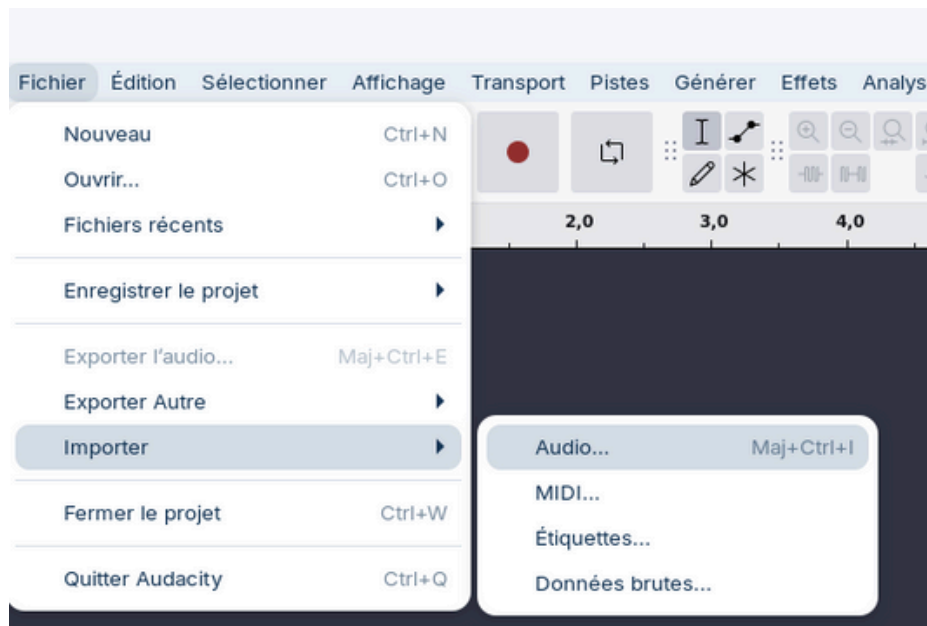 Fichier Édition Sélectionner Affichage Transport Pistes Générer Effets Analys
Nouveau Ctrl+N
Ouvrir... Ctrl+O
Fichiers récents
2,0 3,0 4,0
Enregistrer le projet
Exporter l'audio... Maj+Ctrl+E
Exporter Autre
Importer
Audio... Maj+Ctrl+I
MIDI...
Fermer le projet Ctrl+W
Étiquettes...
Quitter Audacity Ctrl+Q
Données brutes...